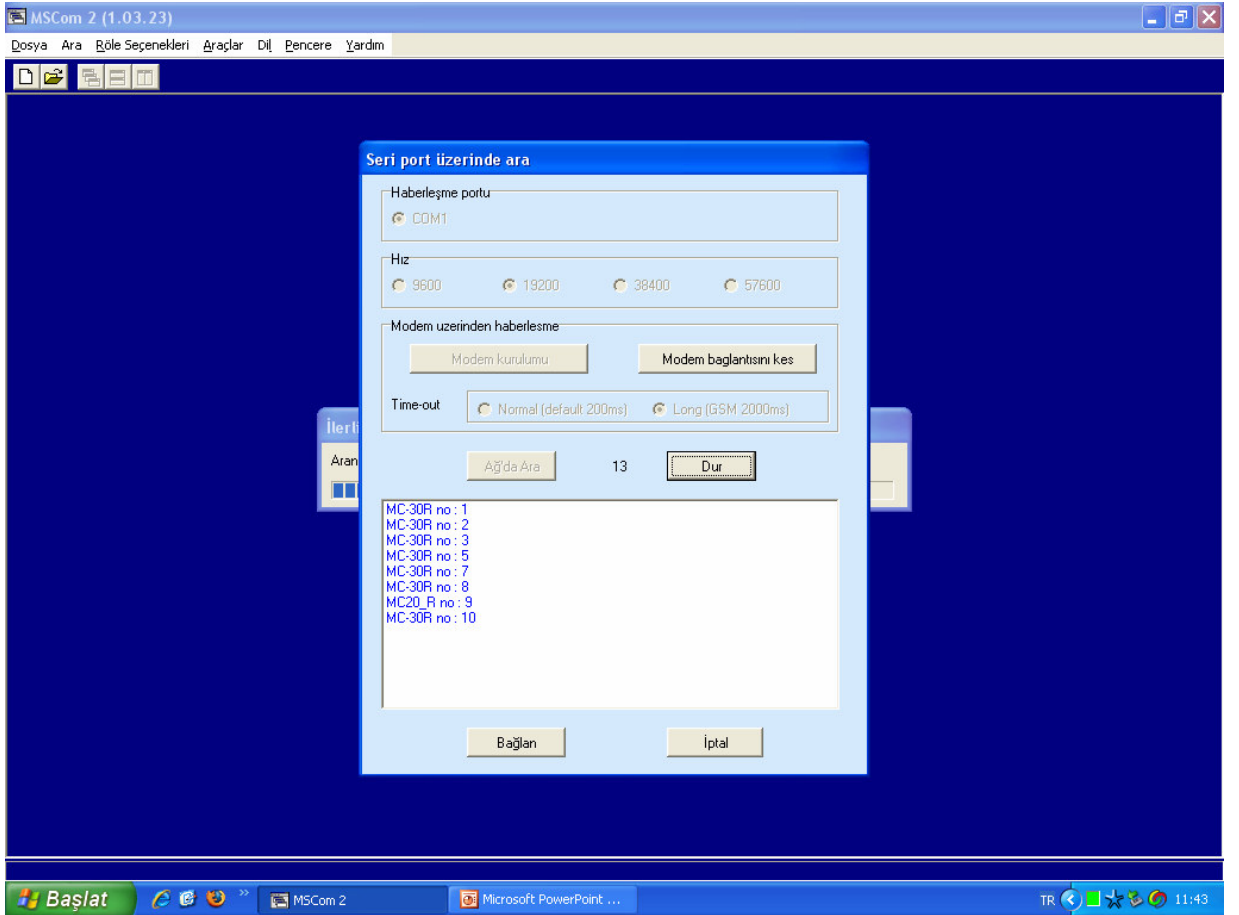 MSCom 2 (1.03.23)
Dosya Ara Röle Seçenekleri Araçlar Dil Pencere Yardım
Seri port üzerinde ara
Haberleşme portu
COM1
Hız
9600 19200 38400 57600
Modem uzerinden haberlesme
Modem kurulumu Modem baglantısını kes
Time-out Normal (default 200ms) Long (GSM 2000ms)
İlerl
Aran
Ağ'da Ara 13 Dur
MC-30R no : 1
MC-30R no : 2
MC-30R no : 3
MC-30R no : 5
MC-30R no : 7
MC-30R no : 8
MC20_R no : 9
MC-30R no : 10
Bağlan İptal
Başlat MSCom 2 Microsoft PowerPoint ... TR 11:43